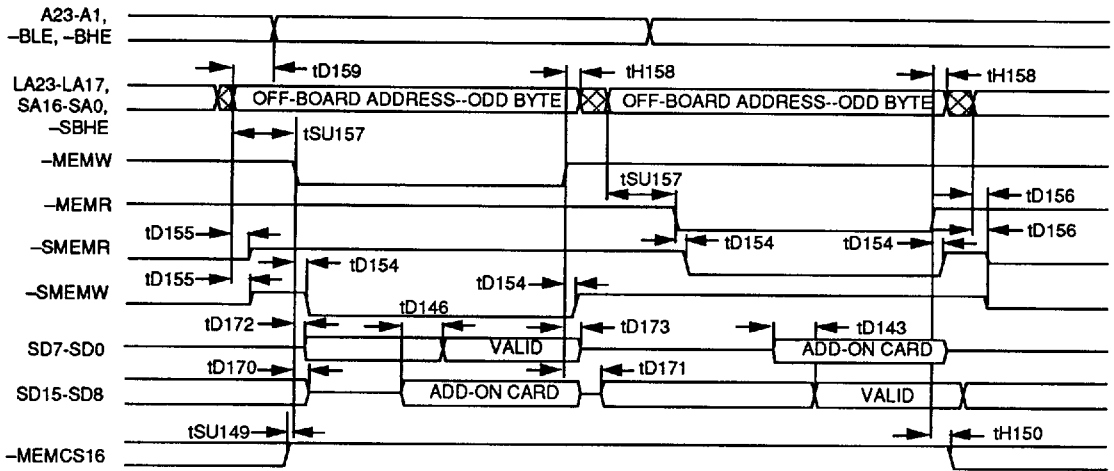 A23-A1,
–BLE, –BHE
tD159
tH158
tH158
LA23-LA17,
SA16-SA0,
–SBHE
OFF-BOARD ADDRESS--ODD BYTE
OFF-BOARD ADDRESS--ODD BYTE
tSU157
–MEMW
tSU157
tD156
–MEMR
tD155
tD154
tD154
tD156
–SMEMR
tD155
tD154
tD154
–SMEMW
tD146
tD172
tD173
tD143
SD7-SD0
VALID
ADD-ON CARD
tD170
tD171
SD15-SD8
ADD-ON CARD
VALID
tSU149
tH150
–MEMCS16